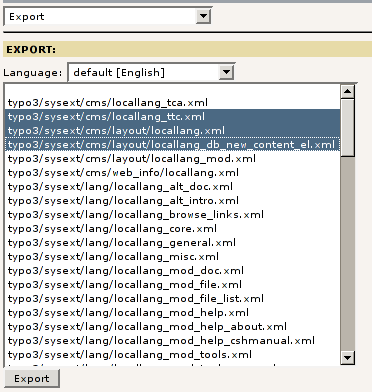 Export
EXPORT:
Language: default [English]
typo3/sysext/cms/locallang_tca.xml
typo3/sysext/cms/locallang_ttc.xml
typo3/sysext/cms/layout/locallang.xml
typo3/sysext/cms/layout/locallang_db_new_content_el.xml
typo3/sysext/cms/layout/locallang_mod.xml
typo3/sysext/cms/web_info/locallang.xml
typo3/sysext/lang/locallang_alt_doc.xml
typo3/sysext/lang/locallang_alt_intro.xml
typo3/sysext/lang/locallang_browse_links.xml
typo3/sysext/lang/locallang_core.xml
typo3/sysext/lang/locallang_general.xml
typo3/sysext/lang/locallang_misc.xml
typo3/sysext/lang/locallang_mod_doc.xml
typo3/sysext/lang/locallang_mod_file.xml
typo3/sysext/lang/locallang_mod_file_list.xml
typo3/sysext/lang/locallang_mod_help.xml
typo3/sysext/lang/locallang_mod_help_about.xml
typo3/sysext/lang/locallang_mod_help_cshmanual.xml
typo3/sysext/lang/locallang_mod_tools.xml
Export